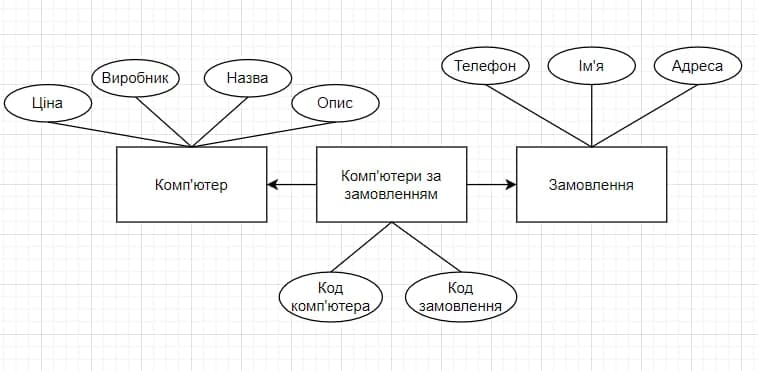 Ціна
Виробник
Назва
Опис
Телефон
Ім'я
Адреса
Комп'ютер
Комп'ютери за
замовленням
Замовлення
Код
комп'ютера
Код
замовлення